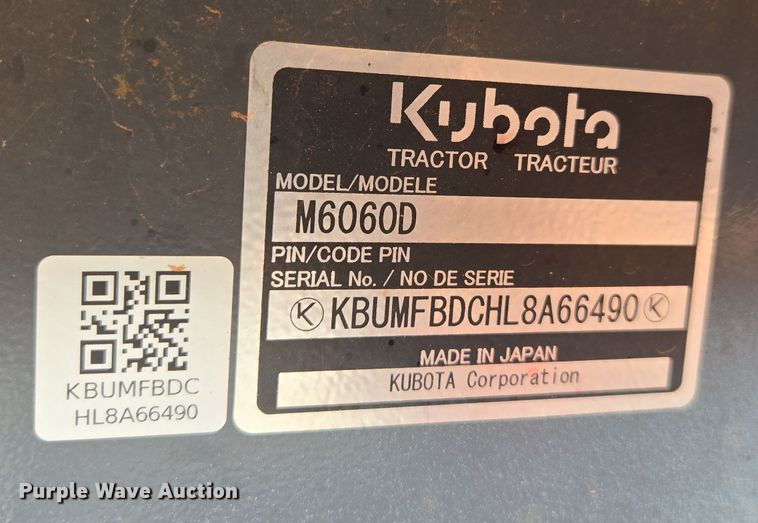 Kubota
TRACTOR TRACTEUR
MODEL/MODELE
M6060D
PIN/CODE PIN
SERIAL No. / NO DE SERIE
Ⓚ KBUMFBDCHL8A66490 Ⓚ
MADE IN JAPAN
KUBOTA Corporation
KBUMFBDC
HL8A66490
Purple Wave Auction